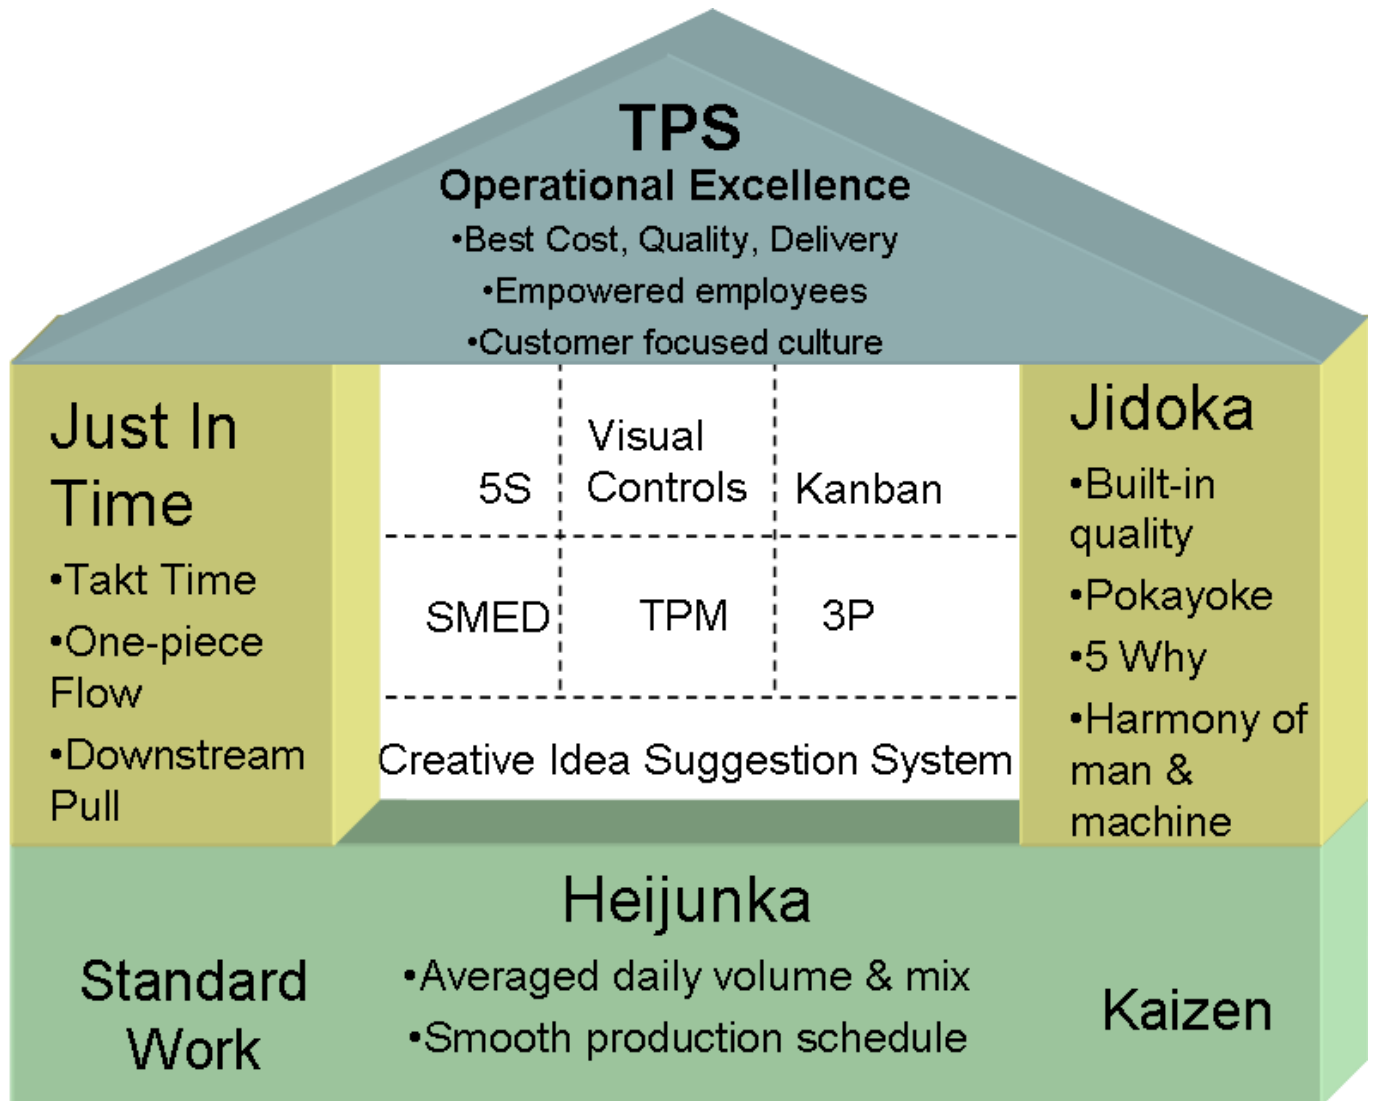 TPS
Operational Excellence
•Best Cost, Quality, Delivery
•Empowered employees
•Customer focused culture
Just In
Time
•Takt Time
•One-piece
Flow
•Downstream
Pull
5S
Visual
Controls
Kanban
SMED
TPM
3P
Creative Idea Suggestion System
Jidoka
•Built-in
quality
•Pokayoke
•5 Why
•Harmony of
man &
machine
Standard
Work
Heijunka
•Averaged daily volume & mix
•Smooth production schedule
Kaizen